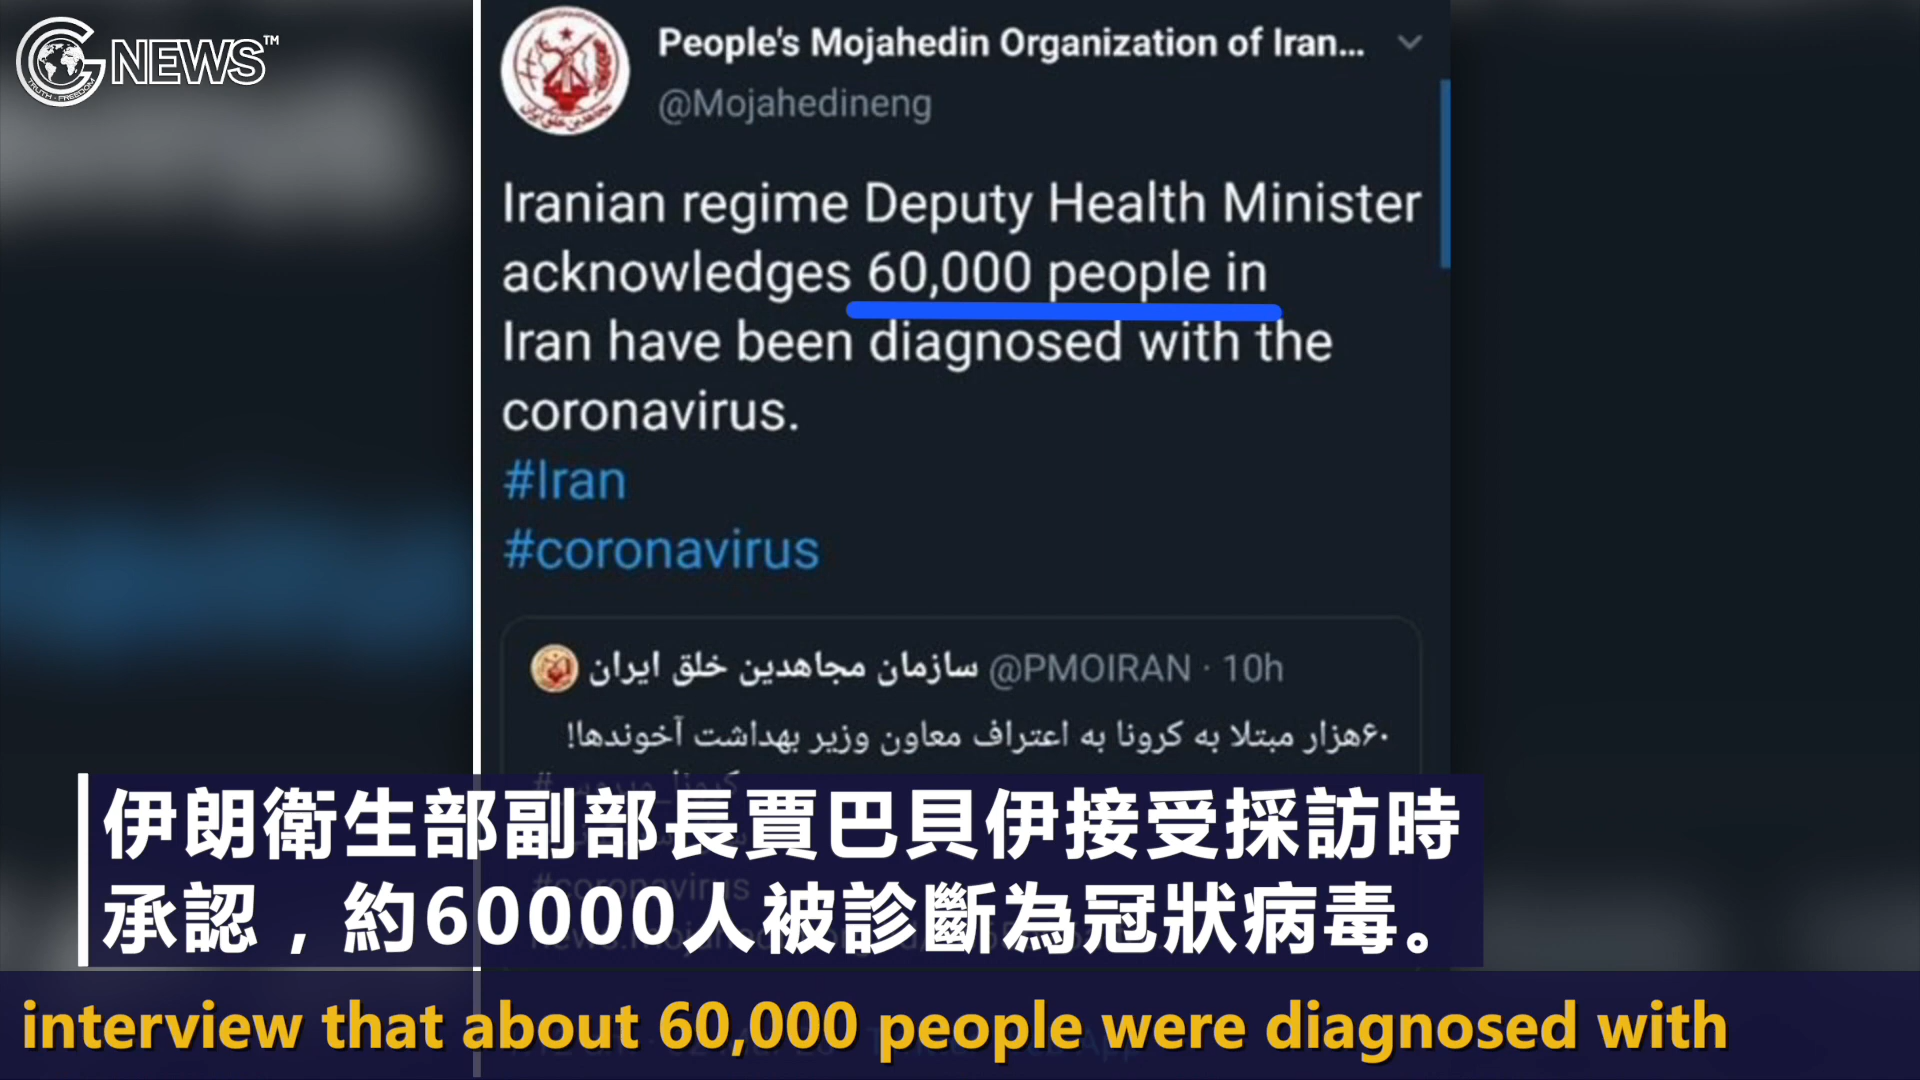 GNEWS™
TRUTH · FREEDOM
People's Mojahedin Organization of Iran...
@Mojahedineng
Iranian regime Deputy Health Minister
acknowledges 60,000 people in
Iran have been diagnosed with the
coronavirus.
#Iran
#coronavirus
سازمان مجاهدین خلق ایران @PMOIRAN · 10h
۶۰هزار مبتلا به کرونا به اعتراف معاون وزیر بهداشت آخوندها!
#coronavirus
伊朗衛生部副部長賈巴貝伊接受採訪時
承認，約60000人被診斷為冠狀病毒。
interview that about 60,000 people were diagnosed with